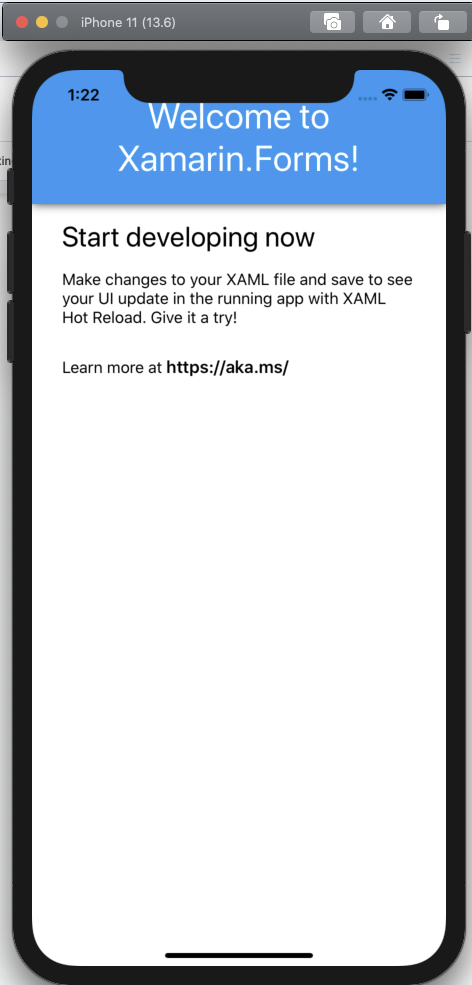 iPhone 11 (13.6)
1:22
Welcome to
Xamarin.Forms!
Start developing now
Make changes to your XAML file and save to see
your UI update in the running app with XAML
Hot Reload. Give it a try!
Learn more at https://aka.ms/